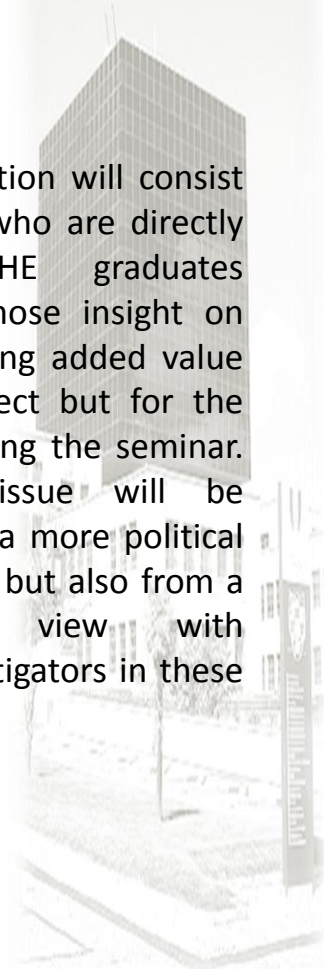 tion will consist
who are directly
HE graduates
nose insight on
ng added value
ect but for the
ng the seminar.
issue will be
a more political
but also from a
view with
tigators in these